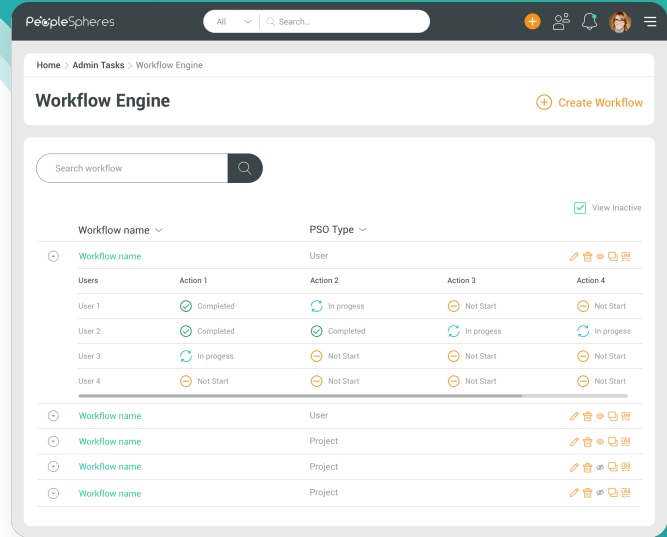 PeopleSpheres All Search...
Home > Admin Tasks > Workflow Engine
Workflow Engine
Create Workflow
Search workflow
View Inactive
Workflow name PSO Type
Workflow name User
Users Action 1 Action 2 Action 3 Action 4
User 1 Completed In progess Not Start Not Start
User 2 Completed Completed In progess In progess
User 3 In progess Not Start Not Start Not Start
User 4 Not Start Not Start Not Start Not Start
Workflow name User
Workflow name Project
Workflow name Project
Workflow name Project